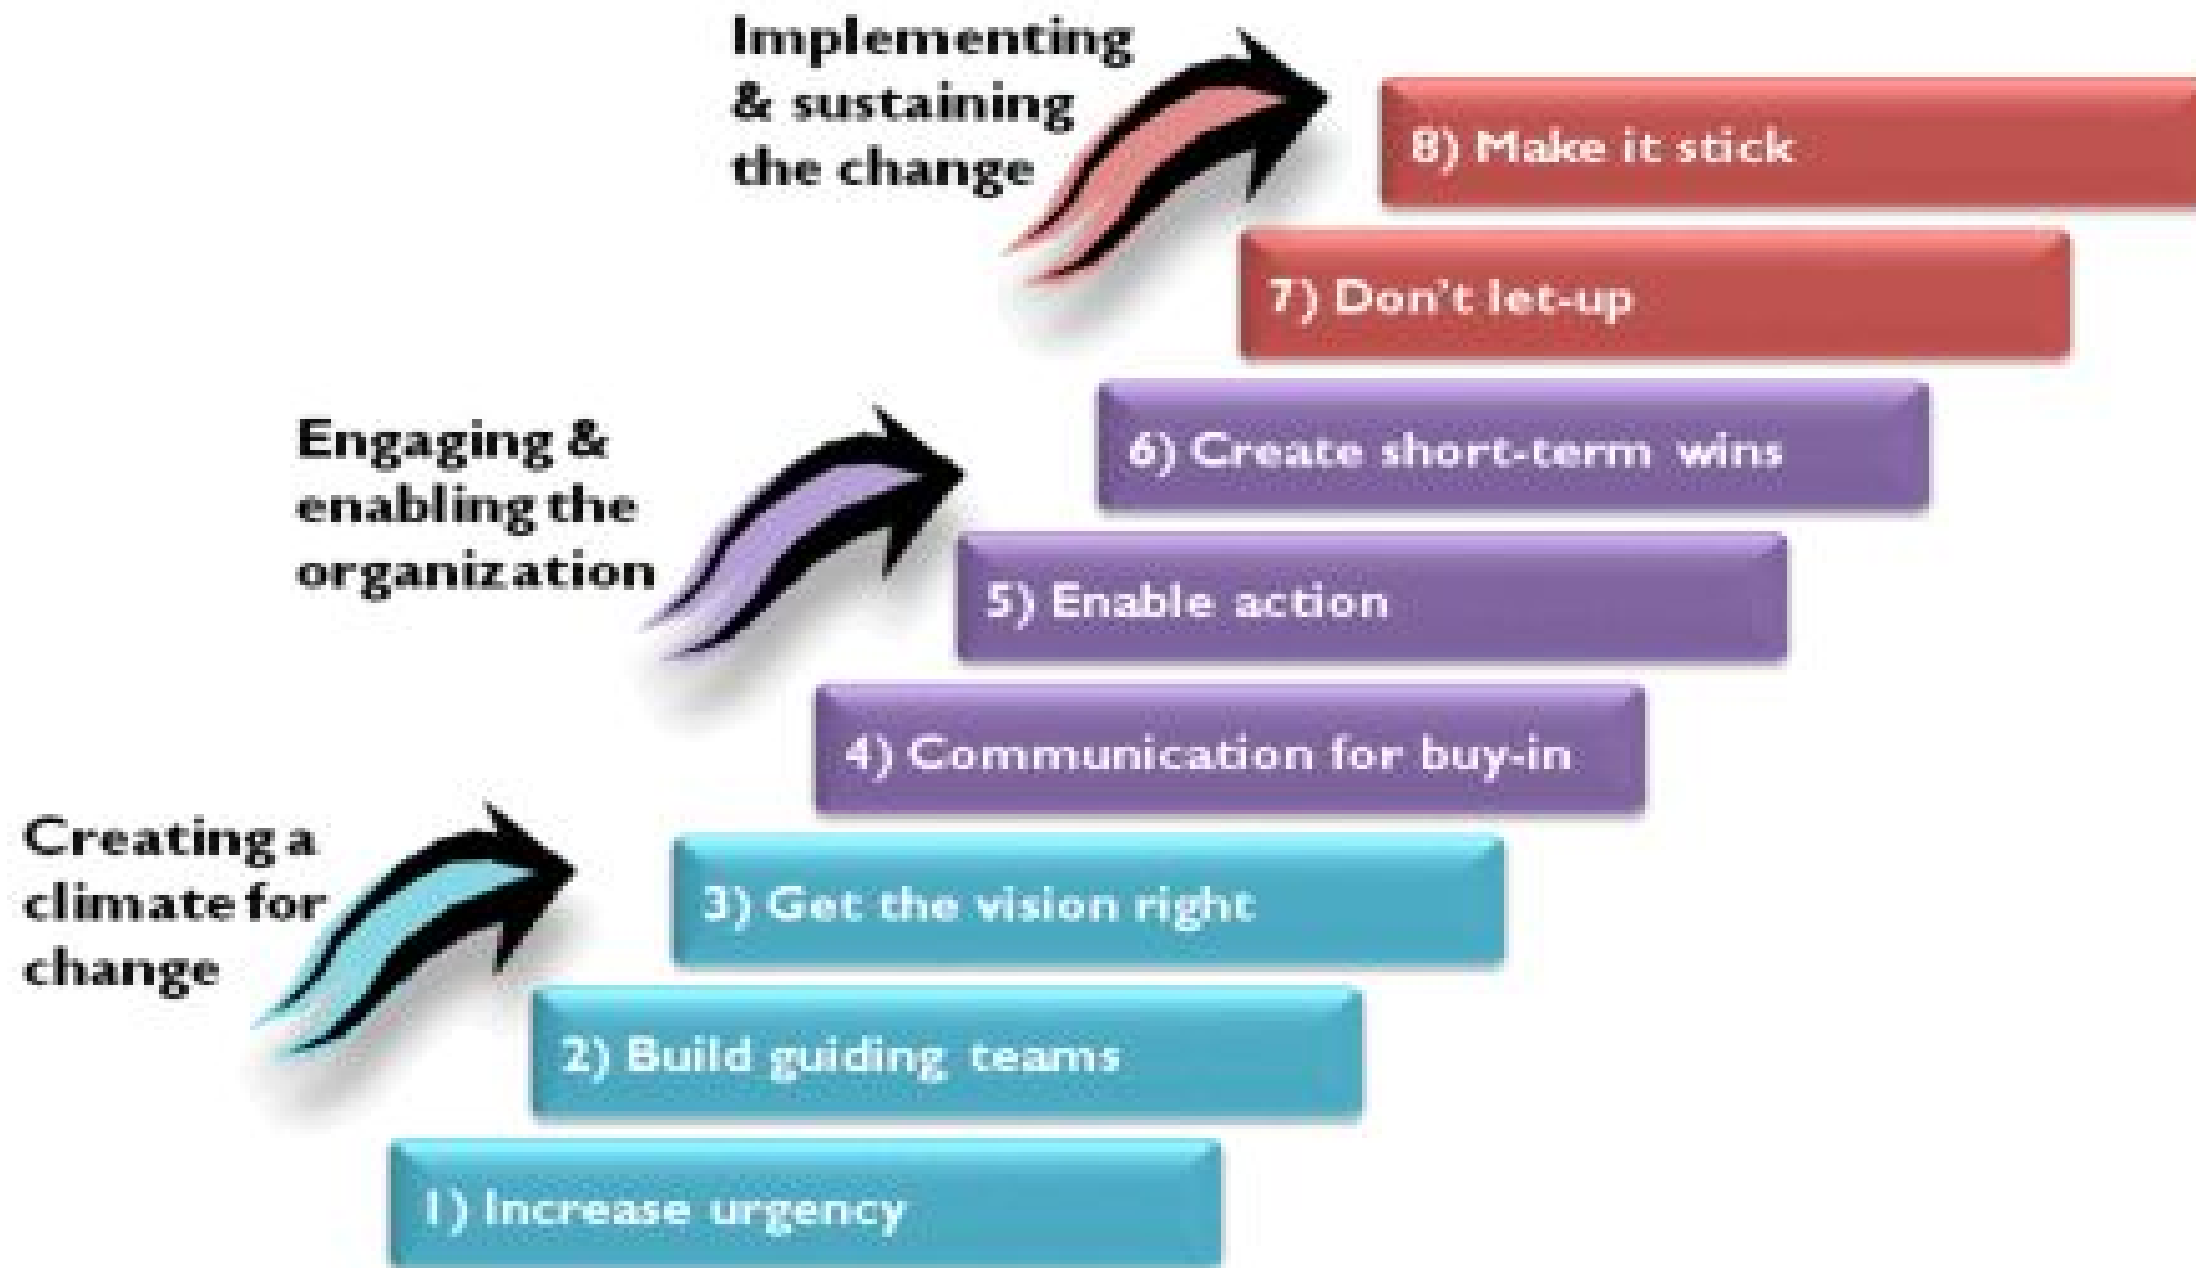 Implementing
& sustaining
the change
8) Make it stick
7) Don't let-up
Engaging &
enabling the
organization
6) Create short-term wins
5) Enable action
4) Communication for buy-in
Creating a
climate for
change
3) Get the vision right
2) Build guiding teams
1) Increase urgency